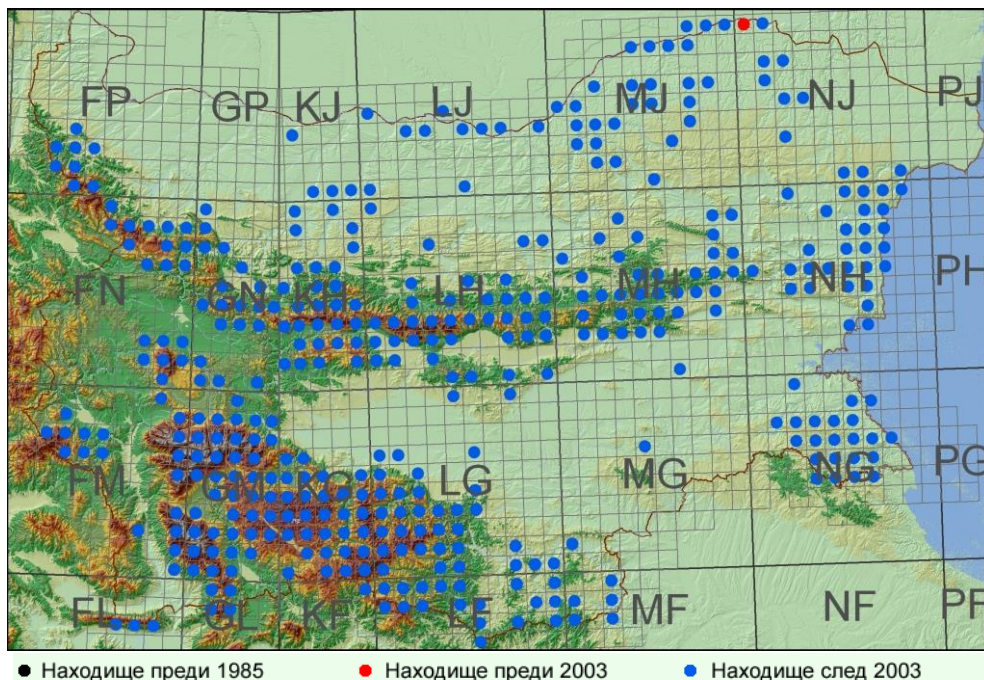 FP GP KJ LJ MJ NJ PJ
FN GN KH LH MH NH PH
FM GM KG LG MG NG PG
FL GL KF LF MF NF PF
Находище преди 1985 Находище преди 2003 Находище след 2003